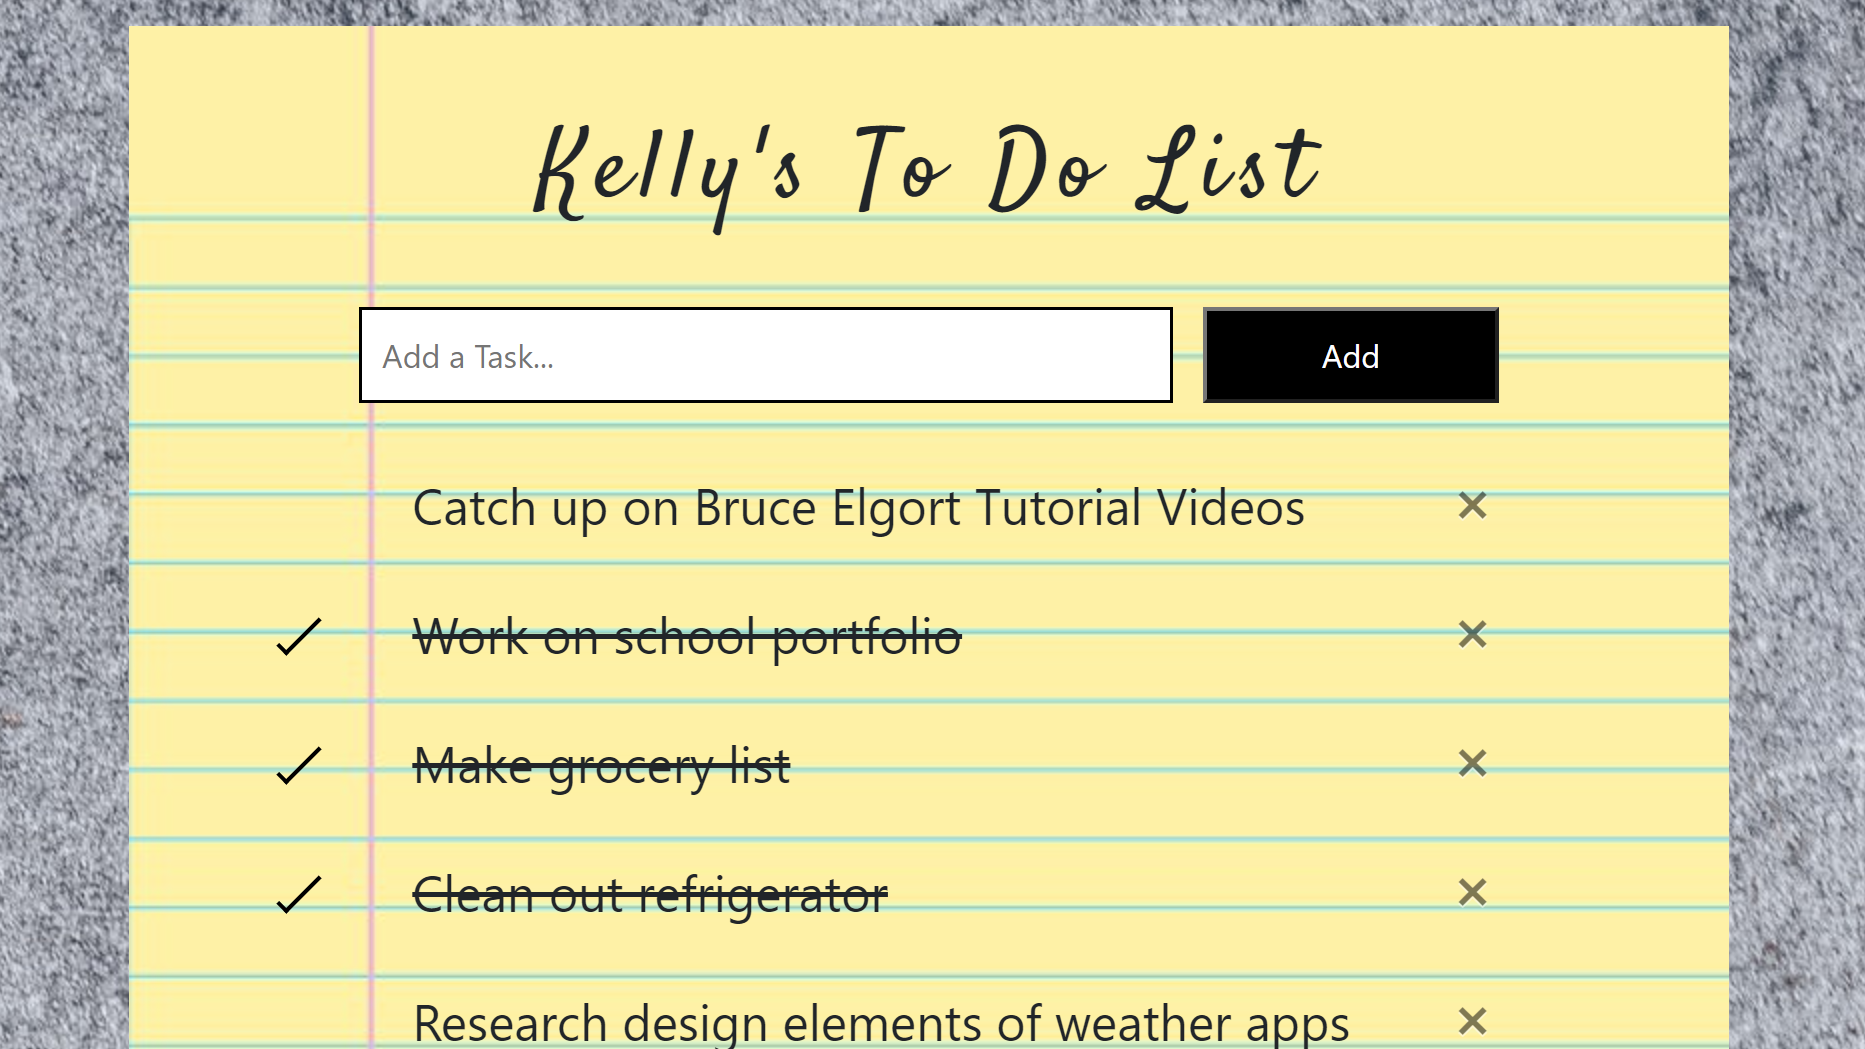 Kelly's To Do List
Add a Task...
Add
Catch up on Bruce Elgort Tutorial Videos
Work on school portfolio
Make grocery list
Clean out refrigerator
Research design elements of weather apps